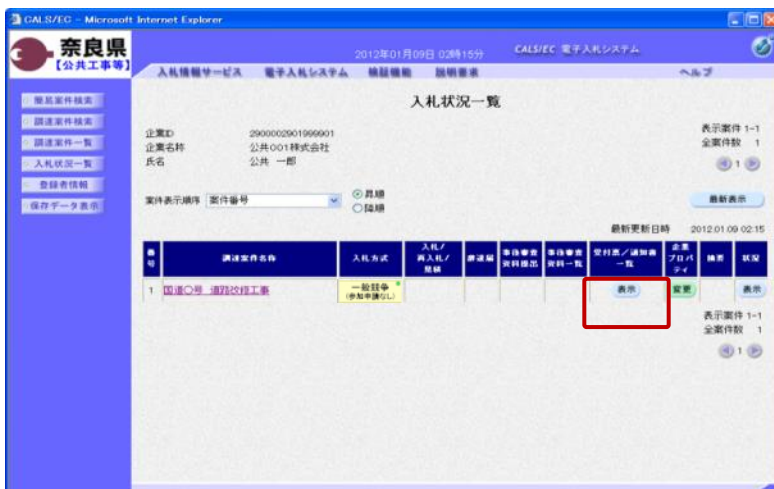 CALS/EC - Microsoft Internet Explorer
奈良県
【公共工事等】
2012年01月09日 02時15分
CALS/EC 電子入札システム
入札情報サービス 電子入札システム 検証機能 説明要求 ヘルプ
簡易案件検索
調達案件検索
調達案件一覧
入札状況一覧
登録者情報
保存データ表示
入札状況一覧
企業ID 2900002901999901
企業名称 公共001株式会社
氏名 公共 一郎
表示案件 1-1
全案件数 1
1
案件表示順序 案件番号
昇順
降順
最新表示
最新更新日時 2012.01.09 02:15
番号 調達案件名称 入札方式 入札/再入札/見積 辞退届 事後審査資料提出 事後審査資料一覧 受付票/通知書一覧 企業プロパティ 摘要 状況
1 国道〇号 道路改修工事 一般競争(参加申請なし) 表示 変更 表示
表示案件 1-1
全案件数 1
1